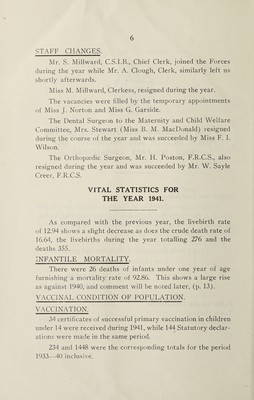 6
STAFF CHANGES.
Mr. S. Millward, C.S.I.B., Chief Clerk, joined the Forces
during the year while Mr. A. Clough, Clerk, similarly left us
shortly afterwards.
Miss M. Millward, Clerkess, resigned during the year.
The vacancies were filled by the temporary appointments
of Miss J. Norton and Miss G. Garside.
The Dental Surgeon to the Maternity and Child Welfare
Committee, Mrs. Stewart (Miss B. M. MacDonald) resigned
during the course of the year and was succeeded by Miss F. I.
Wilson.
The Orthopædic Surgeon, Mr. H. Poston, F.R.C.S., also
resigned during the year and was succeeded by Mr. W. Sayle
Creer, F.R.C.S.
VITAL STATISTICS FOR
THE YEAR 1941.
As compared with the previous year, the livebirth rate
of 12.94 shows a slight decrease as does the crude death rate of
16.64, the livebirths during the year totalling 276 and the
deaths 355.
INFANTILE MORTALITY.
There were 26 deaths of infants under one year of age
furnishing a mortality rate of 92.86. This shows a large rise
as against 1940, and comment will be noted later, (p. 13).
VACCINAL CONDITION OF POPULATION.
VACCINATION.
34 certificates of successful primary vaccination in children
under 14 were received during 1941, while 144 Statutory declar-
ations were made in the same period.
234 and 1448 were the corresponding totals for the period
1933—40 inclusive.